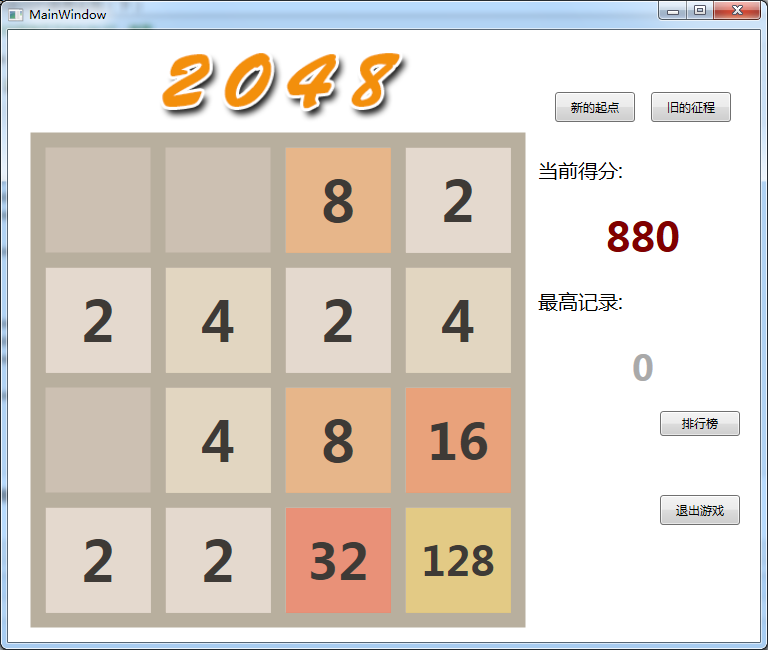 MainWindow
2048
新的起点 旧的征程
当前得分:
880
最高记录:
0
排行榜
退出游戏
8 2
2 4 2 4
4 8 16
2 2 32 128